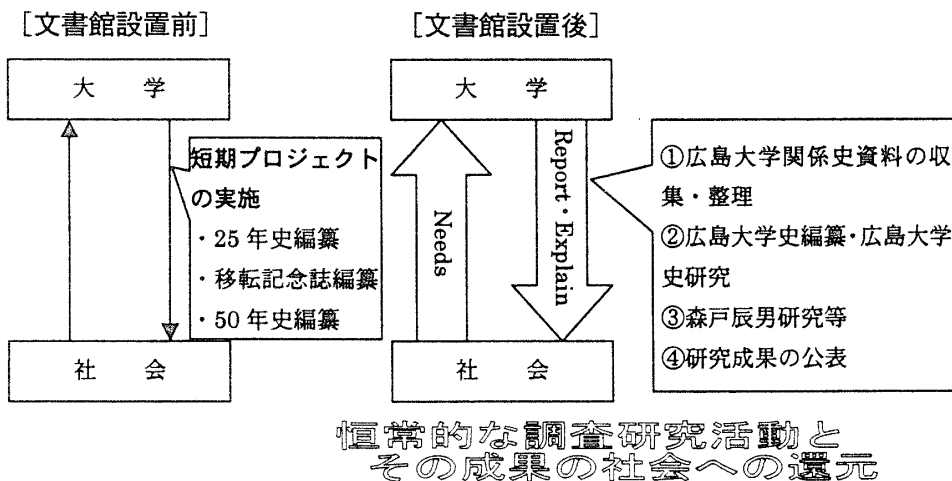 ［文書館設置前］
大　学
短期プロジェクト
の実施
・25 年史編纂
・移転記念誌編纂
・50 年史編纂
社　会
［文書館設置後］
大　学
Needs
Report・Explain
社　会
①広島大学関係史資料の収
集・整理
②広島大学史編纂・広島大学
史研究
③森戸辰男研究等
④研究成果の公表
恒常的な調査研究活動と
その成果の社会への還元